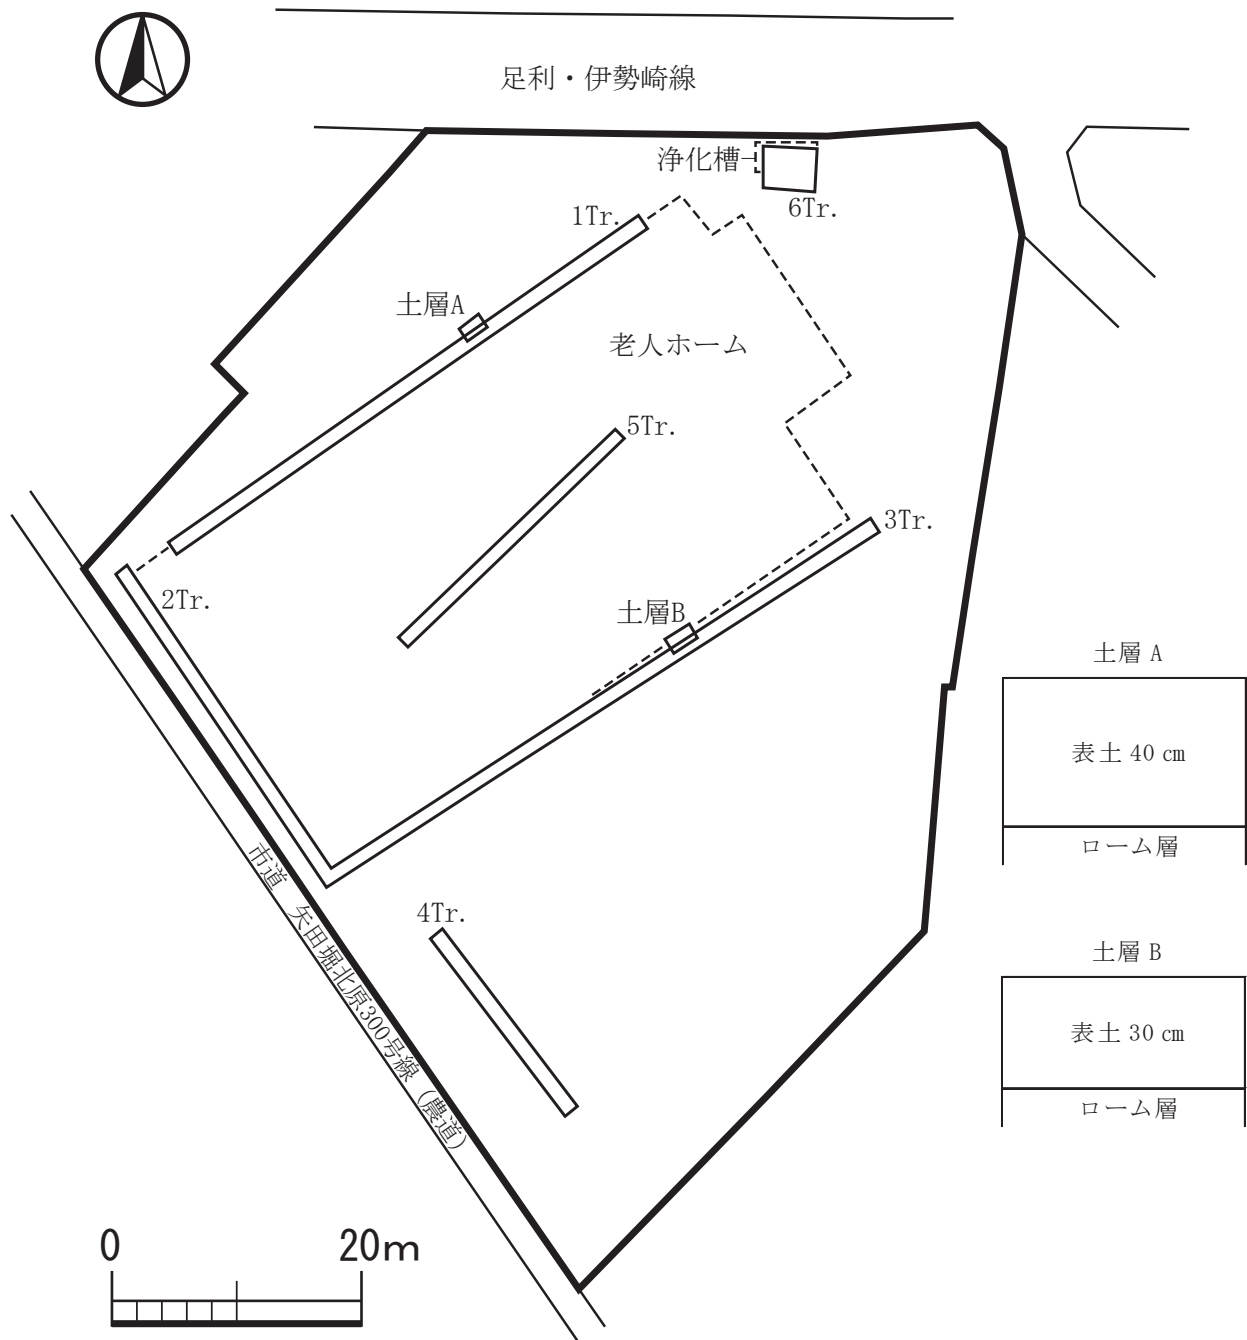 足利・伊勢崎線
浄化槽
6Tr.
1Tr.
土層A
老人ホーム
5Tr.
3Tr.
2Tr.
土層B
土層 A
表土 40 ㎝
ローム層
市道　矢田堀北原300号線（農道）
4Tr.
土層 B
表土 30 ㎝
ローム層
0
20m